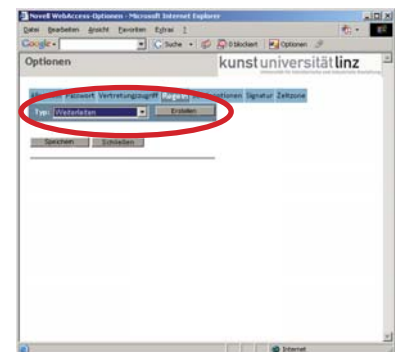 Novell WebAccess-Optionen - Microsoft Internet Explorer
Datei Bearbeiten Ansicht Favoriten Extras ?
Google Suche 0 blockiert Optionen
Optionen
kunstuniversitätlinz
Passwort Vertretungszugriff Regeln Signatur Zeitzone
Typ: Weiterleiten Erstellen
Speichern Schließen
Internet